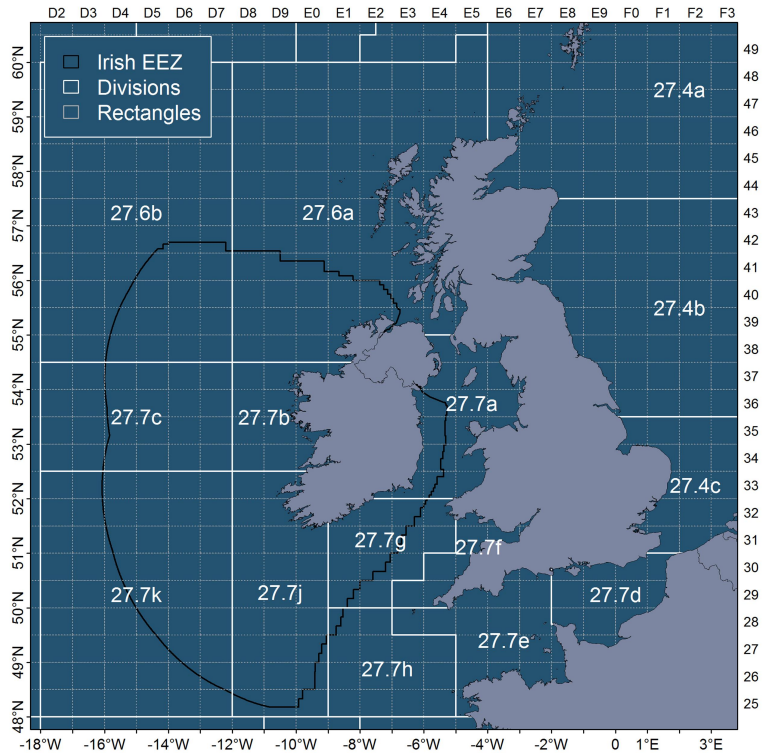 D2 D3 D4 D5 D6 D7 D8 D9 E0 E1 E2 E3 E4 E5 E6 E7 E8 E9 F0 F1 F2 F3
Irish EEZ
Divisions
Rectangles
60°N
59°N
58°N
57°N
56°N
55°N
54°N
53°N
52°N
51°N
50°N
49°N
48°N
27.4a
27.6b
27.6a
27.4b
27.7a
27.7c
27.7b
27.4c
27.7g
27.7f
27.7k
27.7j
27.7d
27.7e
27.7h
49
48
47
46
45
44
43
42
41
40
39
38
37
36
35
34
33
32
31
30
29
28
27
26
25
-18°W -16°W -14°W -12°W -10°W -8°W -6°W -4°W -2°W 0° 1°E 2°E